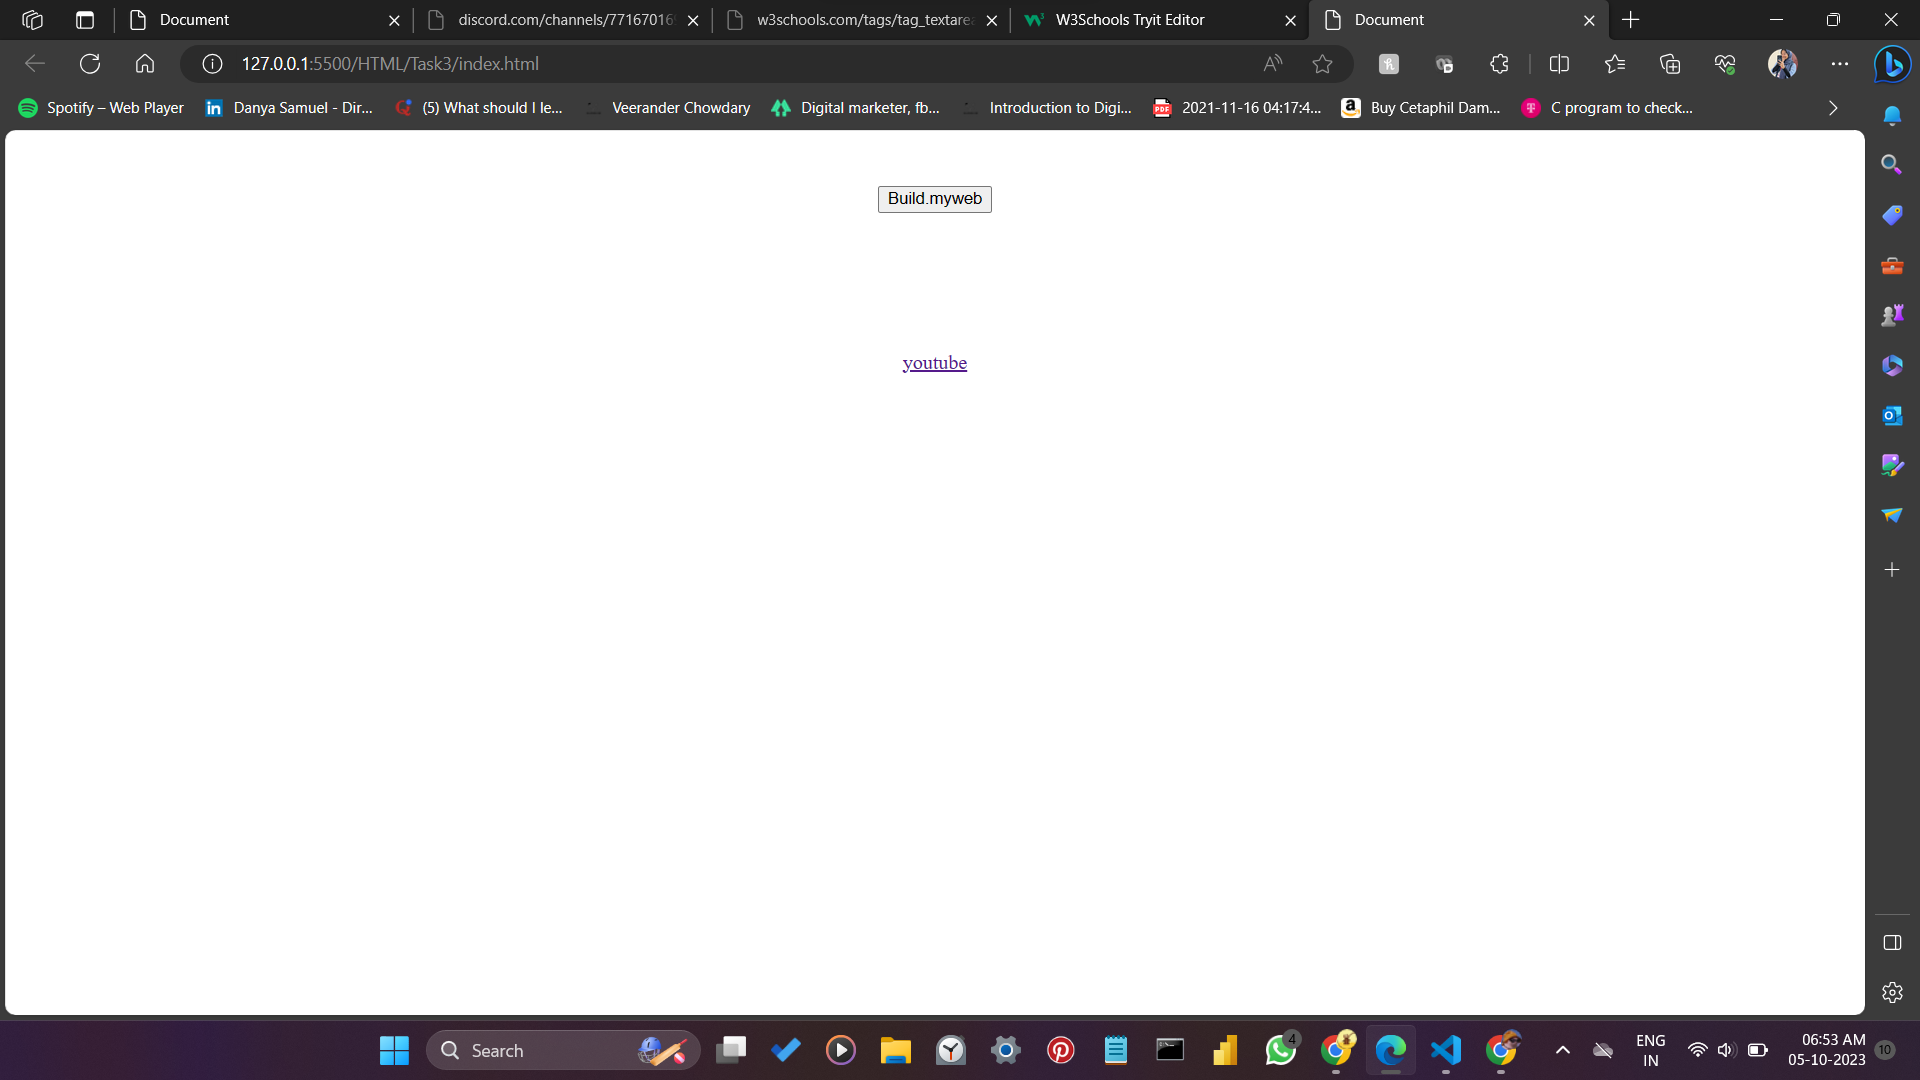 Document
discord.com/channels/77167016
w3schools.com/tags/tag_textarea
W3Schools Tryit Editor
Document
127.0.0.1:5500/HTML/Task3/index.html
Spotify – Web Player
Danya Samuel - Dir...
(5) What should I le...
Veerander Chowdary
Digital marketer, fb...
Introduction to Digi...
2021-11-16 04:17:4...
Buy Cetaphil Dam...
C program to check...
Build.myweb
youtube
Search
4
ENG
IN
06:53 AM
05-10-2023
10